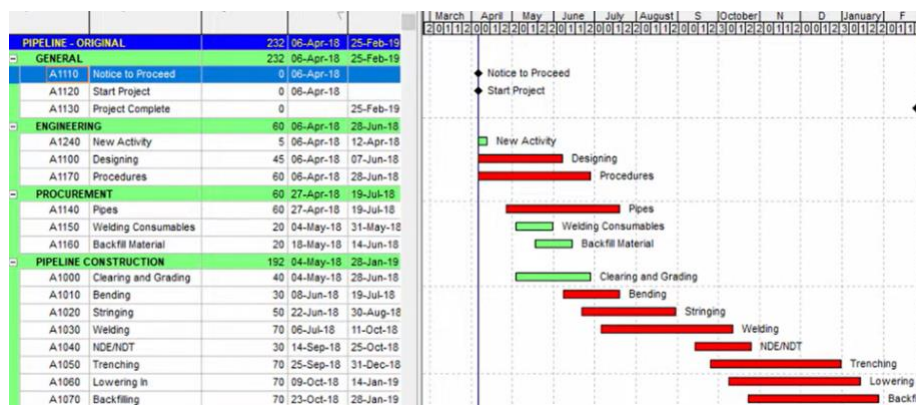 March April May June July August S October N D January F
PIPELINE - ORIGINAL 232 06-Apr-18 25-Feb-19
GENERAL 232 06-Apr-18 25-Feb-19
A1110 Notice to Proceed 0 06-Apr-18 Notice to Proceed
A1120 Start Project 0 06-Apr-18 Start Project
A1130 Project Complete 0 25-Feb-19
ENGINEERING 60 06-Apr-18 28-Jun-18
A1240 New Activity 5 06-Apr-18 12-Apr-18 New Activity
A1100 Designing 45 06-Apr-18 07-Jun-18 Designing
A1170 Procedures 60 06-Apr-18 28-Jun-18 Procedures
PROCUREMENT 60 27-Apr-18 19-Jul-18
A1140 Pipes 60 27-Apr-18 19-Jul-18 Pipes
A1150 Welding Consumables 20 04-May-18 31-May-18 Welding Consumables
A1160 Backfill Material 20 18-May-18 14-Jun-18 Backfill Material
PIPELINE CONSTRUCTION 192 04-May-18 28-Jan-19
A1000 Clearing and Grading 40 04-May-18 28-Jun-18 Clearing and Grading
A1010 Bending 30 08-Jun-18 19-Jul-18 Bending
A1020 Stringing 50 22-Jun-18 30-Aug-18 Stringing
A1030 Welding 70 06-Jul-18 11-Oct-18 Welding
A1040 NDE/NDT 30 14-Sep-18 25-Oct-18 NDE/NDT
A1050 Trenching 70 25-Sep-18 31-Dec-18 Trenching
A1060 Lowering In 70 09-Oct-18 14-Jan-19 Lowering
A1070 Backfilling 70 23-Oct-18 28-Jan-19 Backf